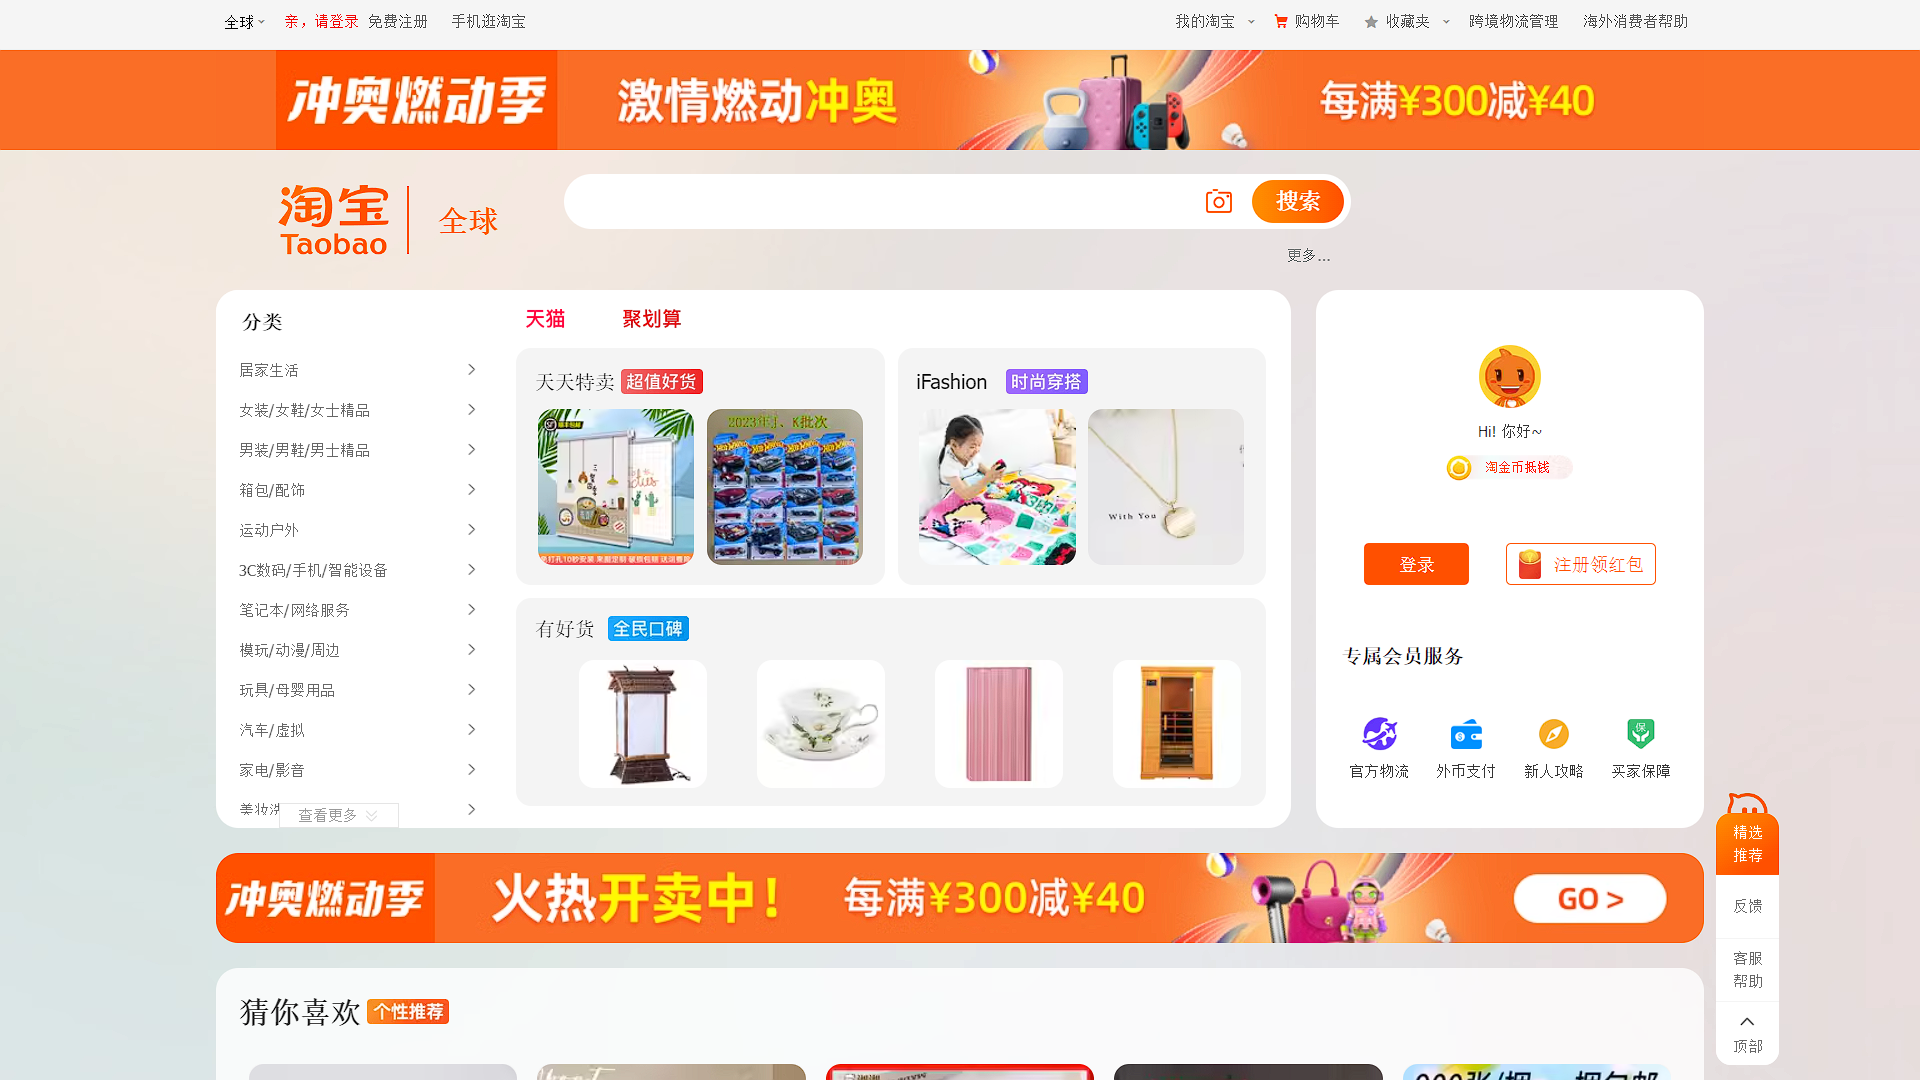 全球
亲，请登录 免费注册
手机逛淘宝
我的淘宝
购物车
收藏夹
跨境物流管理
海外消费者帮助
冲奥燃动季
激情燃动冲奥
每满¥300减¥40
淘宝
Taobao
全球
搜索
更多...
分类
居家生活
女装/女鞋/女士精品
男装/男鞋/男士精品
箱包/配饰
运动户外
3C数码/手机/智能设备
笔记本/网络服务
模玩/动漫/周边
玩具/母婴用品
汽车/虚拟
家电/影音
美妆
查看更多
天猫
聚划算
天天特卖 超值好货
2023年J、K批次
iFashion 时尚穿搭
With You
有好货 全民口碑
Hi! 你好~
淘金币抵钱
登录
注册领红包
专属会员服务
官方物流
外币支付
新人攻略
保
买家保障
冲奥燃动季
火热开卖中！
每满¥300减¥40
GO >
猜你喜欢 个性推荐
精选
推荐
反馈
客服
帮助
顶部